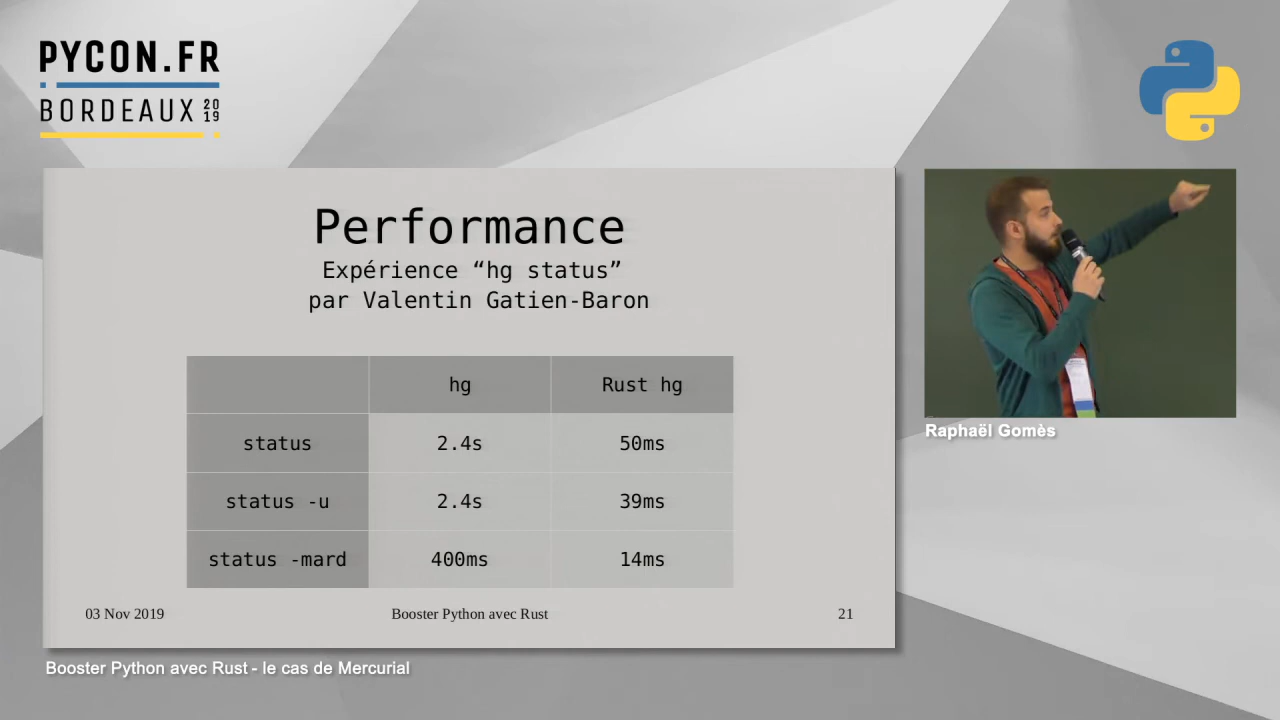 PYCON.FR
BORDEAUX 2019
Performance
Expérience “hg status”
par Valentin Gatien-Baron
hg Rust hg
status 2.4s 50ms
status -u 2.4s 39ms
status -mard 400ms 14ms
03 Nov 2019 Booster Python avec Rust 21
Raphaël Gomès
Booster Python avec Rust - le cas de Mercurial